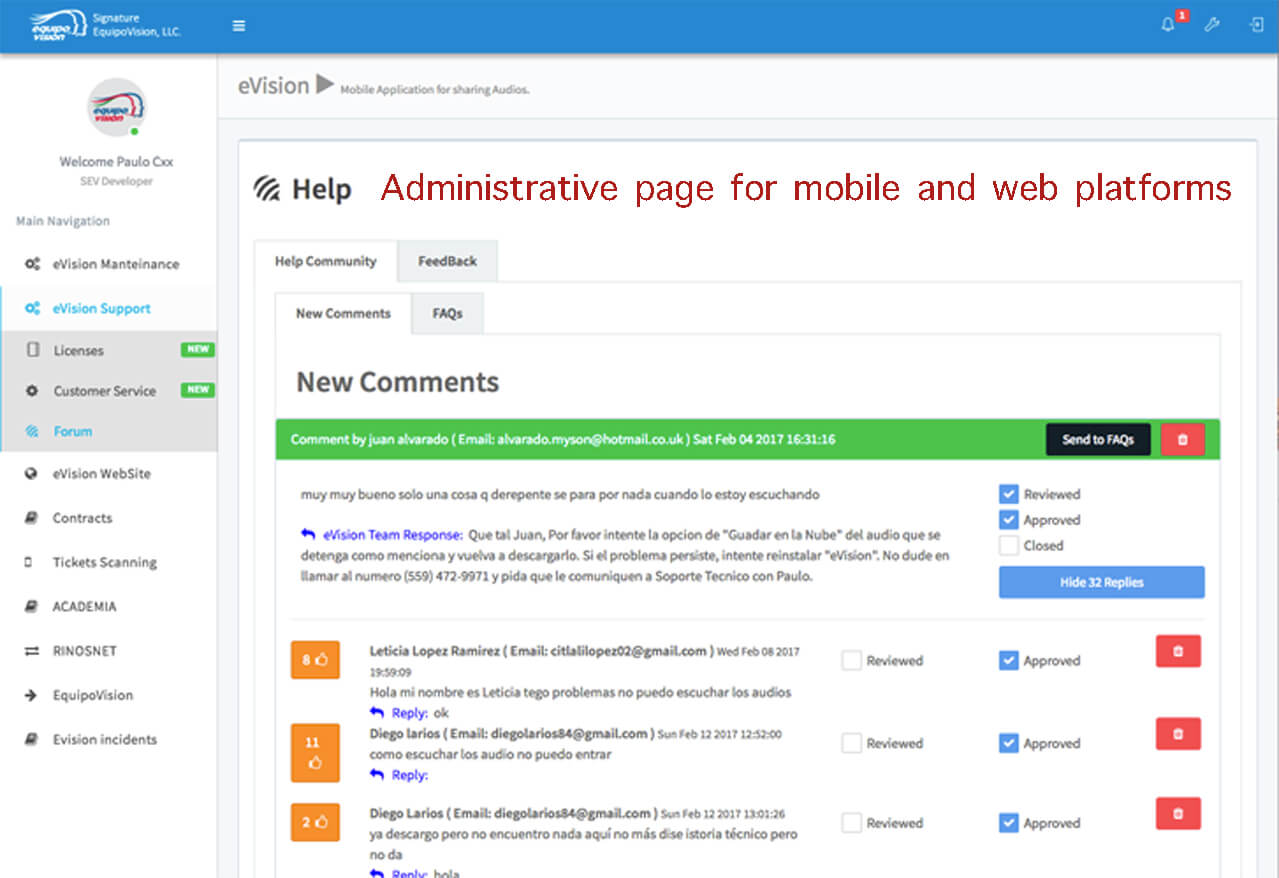 equipo
VISIÓN
Signature
EquipoVision, LLC.
1
equipo
visión
Welcome Paulo Cxx
SEV Developer
Main Navigation
eVision Manteinance
eVision Support
Licenses NEW
Customer Service NEW
Forum
eVision WebSite
Contracts
Tickets Scanning
ACADEMIA
RINOSNET
EquipoVision
Evision incidents
eVision Mobile Application for sharing Audios.
Help Administrative page for mobile and web platforms
Help Community FeedBack
New Comments FAQs
New Comments
Comment by juan alvarado ( Email: alvarado.myson@hotmail.co.uk ) Sat Feb 04 2017 16:31:16 Send to FAQs
muy muy bueno solo una cosa q derepente se para por nada cuando lo estoy escuchando
eVision Team Response: Que tal Juan, Por favor intente la opcion de "Guadar en la Nube" del audio que se
detenga como menciona y vuelva a descargarlo. Si el problema persiste, intente reinstalar "eVision". No dude en
llamar al numero (559) 472-9971 y pida que le comuniquen a Soporte Tecnico con Paulo.
Reviewed
Approved
Closed
Hide 32 Replies
8
Leticia Lopez Ramirez ( Email: citlalilopez02@gmail.com ) Wed Feb 08 2017
19:59:09
Hola mi nombre es Leticia tego problemas no puedo escuchar los audios
Reply: ok
Reviewed Approved
11
Diego larios ( Email: diegolarios84@gmail.com ) Sun Feb 12 2017 12:52:00
como escuchar los audio no puedo entrar
Reply:
Reviewed Approved
2
Diego Larios ( Email: diegolarios84@gmail.com ) Sun Feb 12 2017 13:01:26
ya descargo pero no encuentro nada aquí no más dise istoria técnico pero
no da
Reply: hola
Reviewed Approved